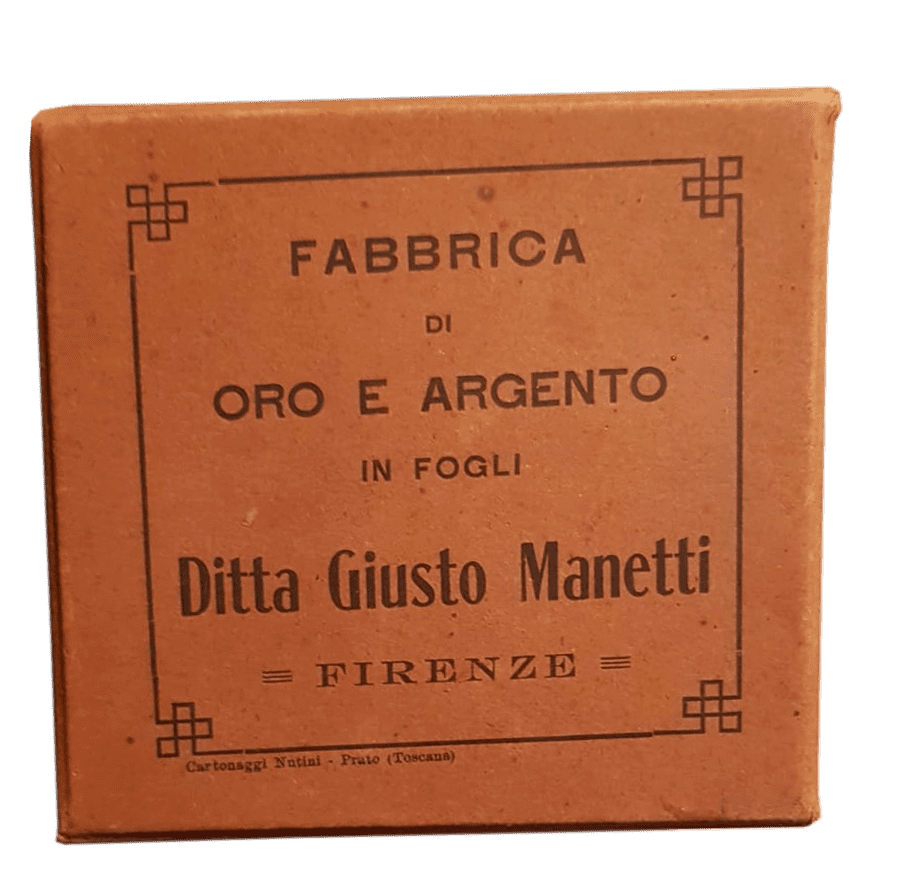 FABBRICA
DI
ORO E ARGENTO
IN FOGLI
Ditta Giusto Manetti
FIRENZE
Cartonaggi Nutini - Prato (Toscana)